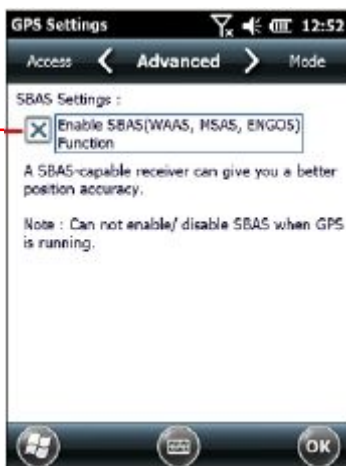 GPS Settings 12:52
Access Advanced Mode
SBAS Settings :
Enable SBAS(WAAS, MSAS, ENGOS)
Function
A SBAS-capable receiver can give you a better
position accuracy.
Note : Can not enable/ disable SBAS when GPS
is running.
OK